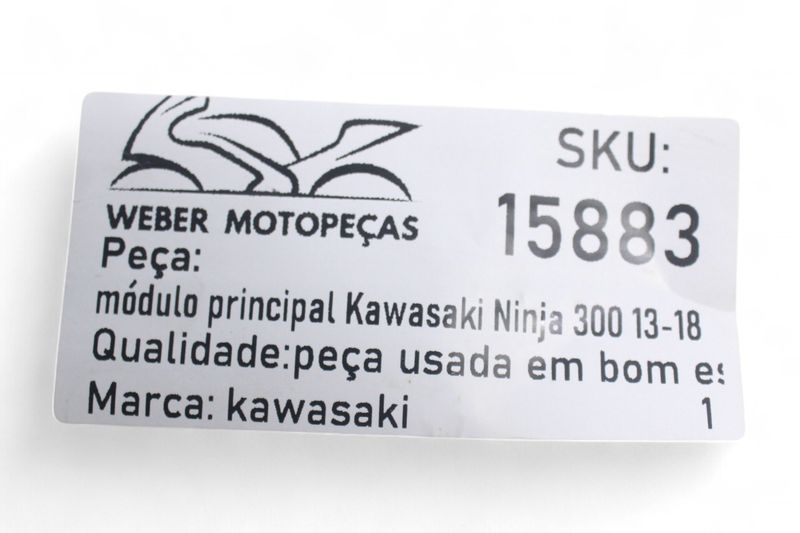 WEBER MOTOPEÇAS
SKU:
15883
Peça:
módulo principal Kawasaki Ninja 300 13-18
Qualidade:peça usada em bom
Marca: kawasaki
1